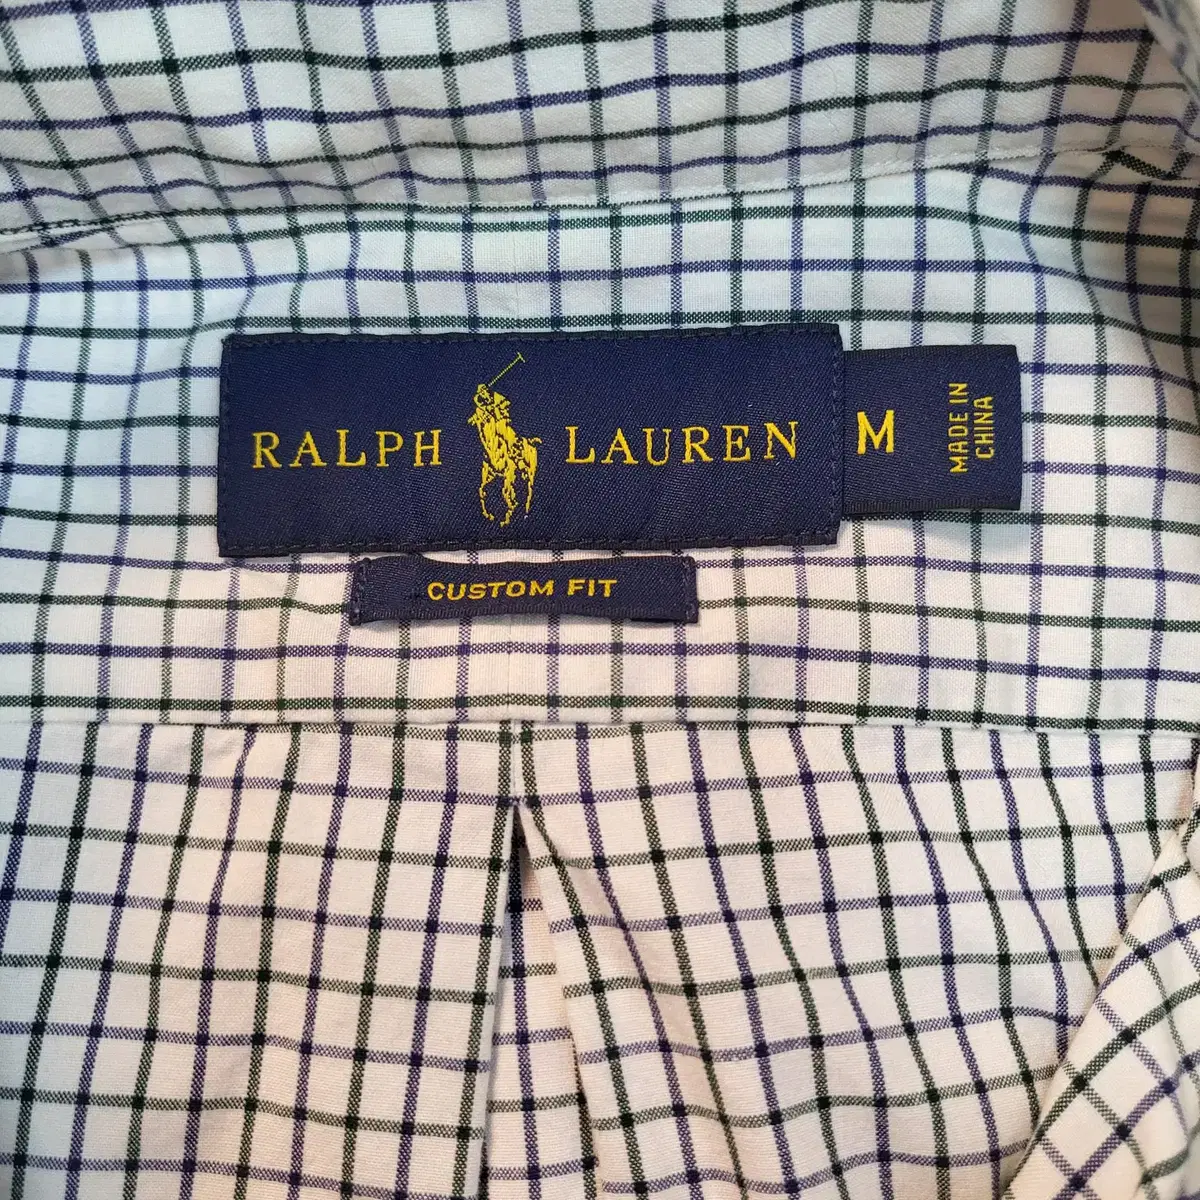 RALPH LAUREN
M
MADE IN
CHINA
CUSTOM FIT